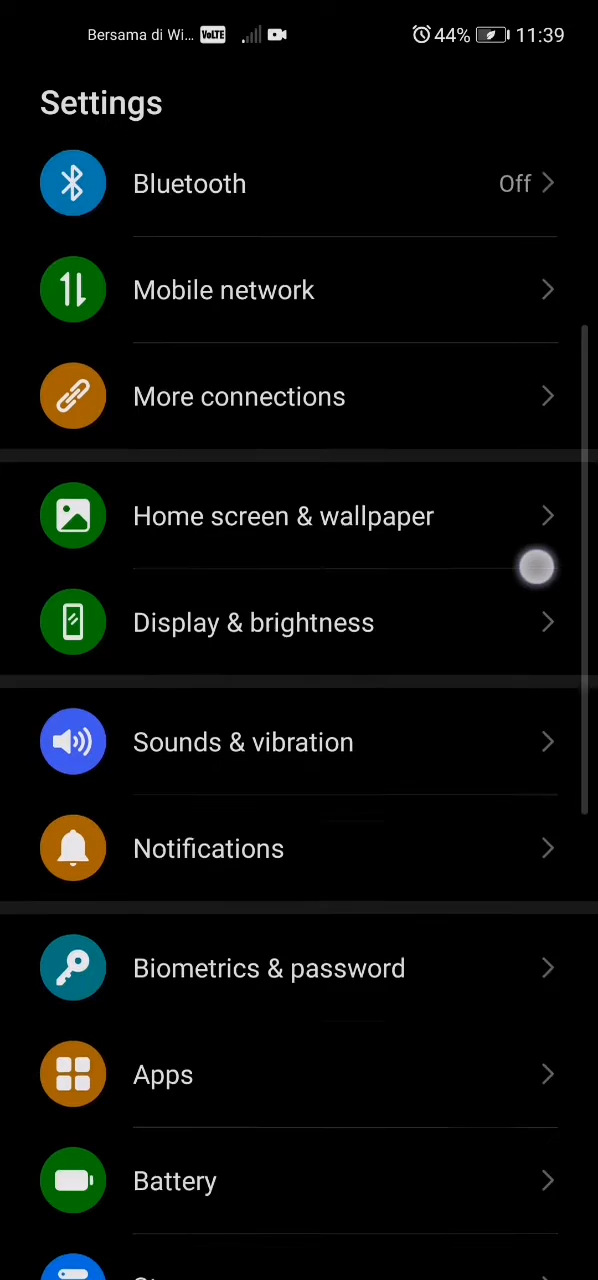 Bersama di Wi... VoLTE 44% 11:39
Settings
Bluetooth Off
Mobile network
More connections
Home screen & wallpaper
Display & brightness
Sounds & vibration
Notifications
Biometrics & password
Apps
Battery